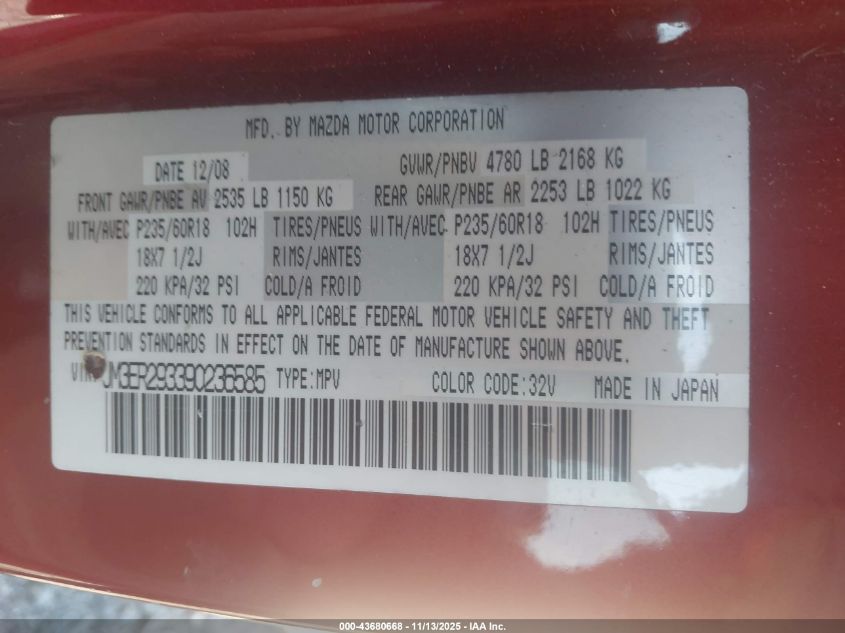 MFD. BY MAZDA MOTOR CORPORATION
DATE 12/08 GVWR/PNBV 4780 LB 2168 KG
FRONT GAWR/PNBE AV 2535 LB 1150 KG REAR GAWR/PNBE AR 2253 LB 1022 KG
WITH/AVEC P235/60R18 102H TIRES/PNEUS WITH/AVEC P235/60R18 102H TIRES/PNEUS
18X7 1/2J RIMS/JANTES 18X7 1/2J RIMS/JANTES
220 KPA/32 PSI COLD/A FROID 220 KPA/32 PSI COLD/A FROID
THIS VEHICLE CONFORMS TO ALL APPLICABLE FEDERAL MOTOR VEHICLE SAFETY AND THEFT
PREVENTION STANDARDS IN EFFECT ON THE DATE OF MANUFACTURE SHOWN ABOVE.
VIN: JM3ER293390236585 TYPE:MPV COLOR CODE:32V MADE IN JAPAN
000-43680668 - 11/13/2025 - IAA Inc.